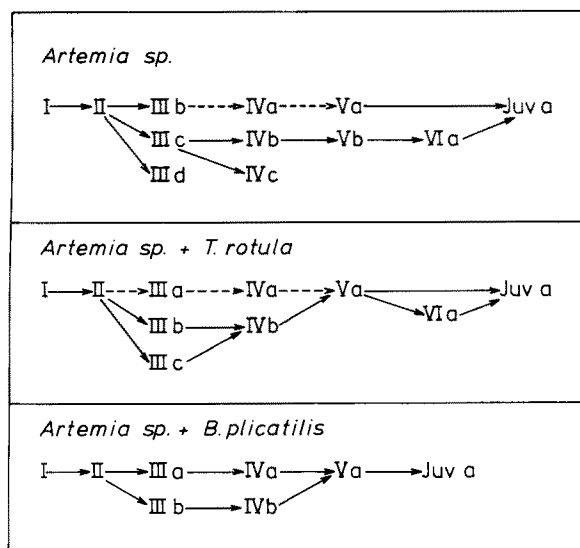 Artemia sp.
I II III b IV a V a Juv a
III c IV b V b VI a
III d IV c
Artemia sp. + T. rotula
I II III a IV a V a Juv a
III b IV b VI a
III c
Artemia sp. + B. plicatilis
I II III a IV a V a Juv a
III b IV b